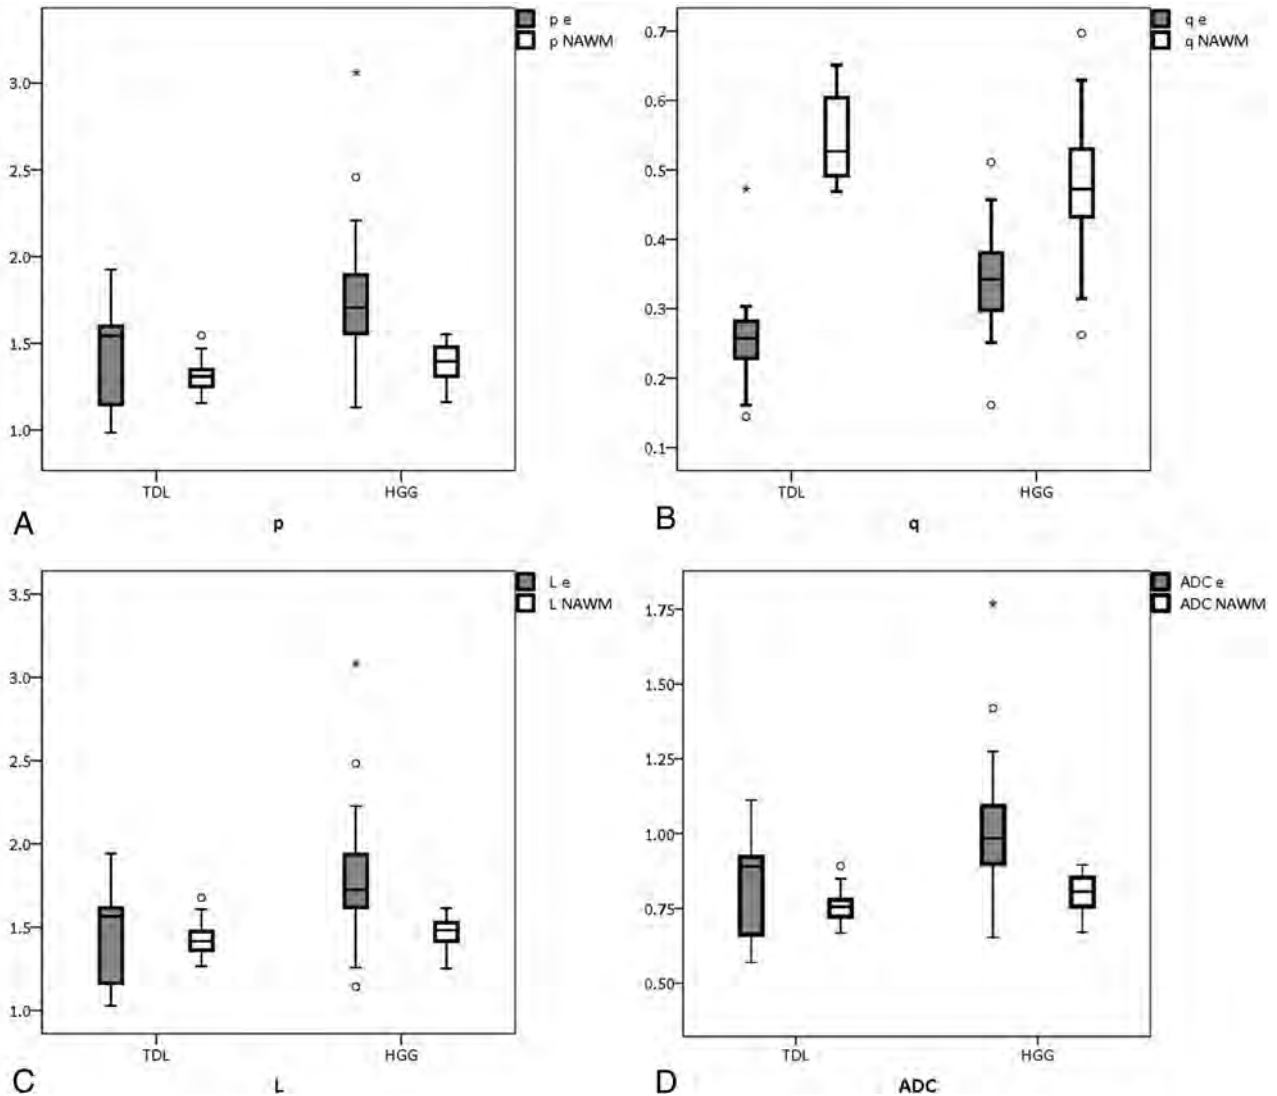 p e
p NAWM
3.0
2.5
2.0
1.5
1.0
TDL
HGG
A
p
q e
q NAWM
0.7
0.6
0.5
0.4
0.3
0.2
0.1
TDL
HGG
B
q
L e
L NAWM
3.5
3.0
2.5
2.0
1.5
1.0
TDL
HGG
C
L
ADC e
ADC NAWM
1.75
1.50
1.25
1.00
0.75
0.50
TDL
HGG
D
ADC